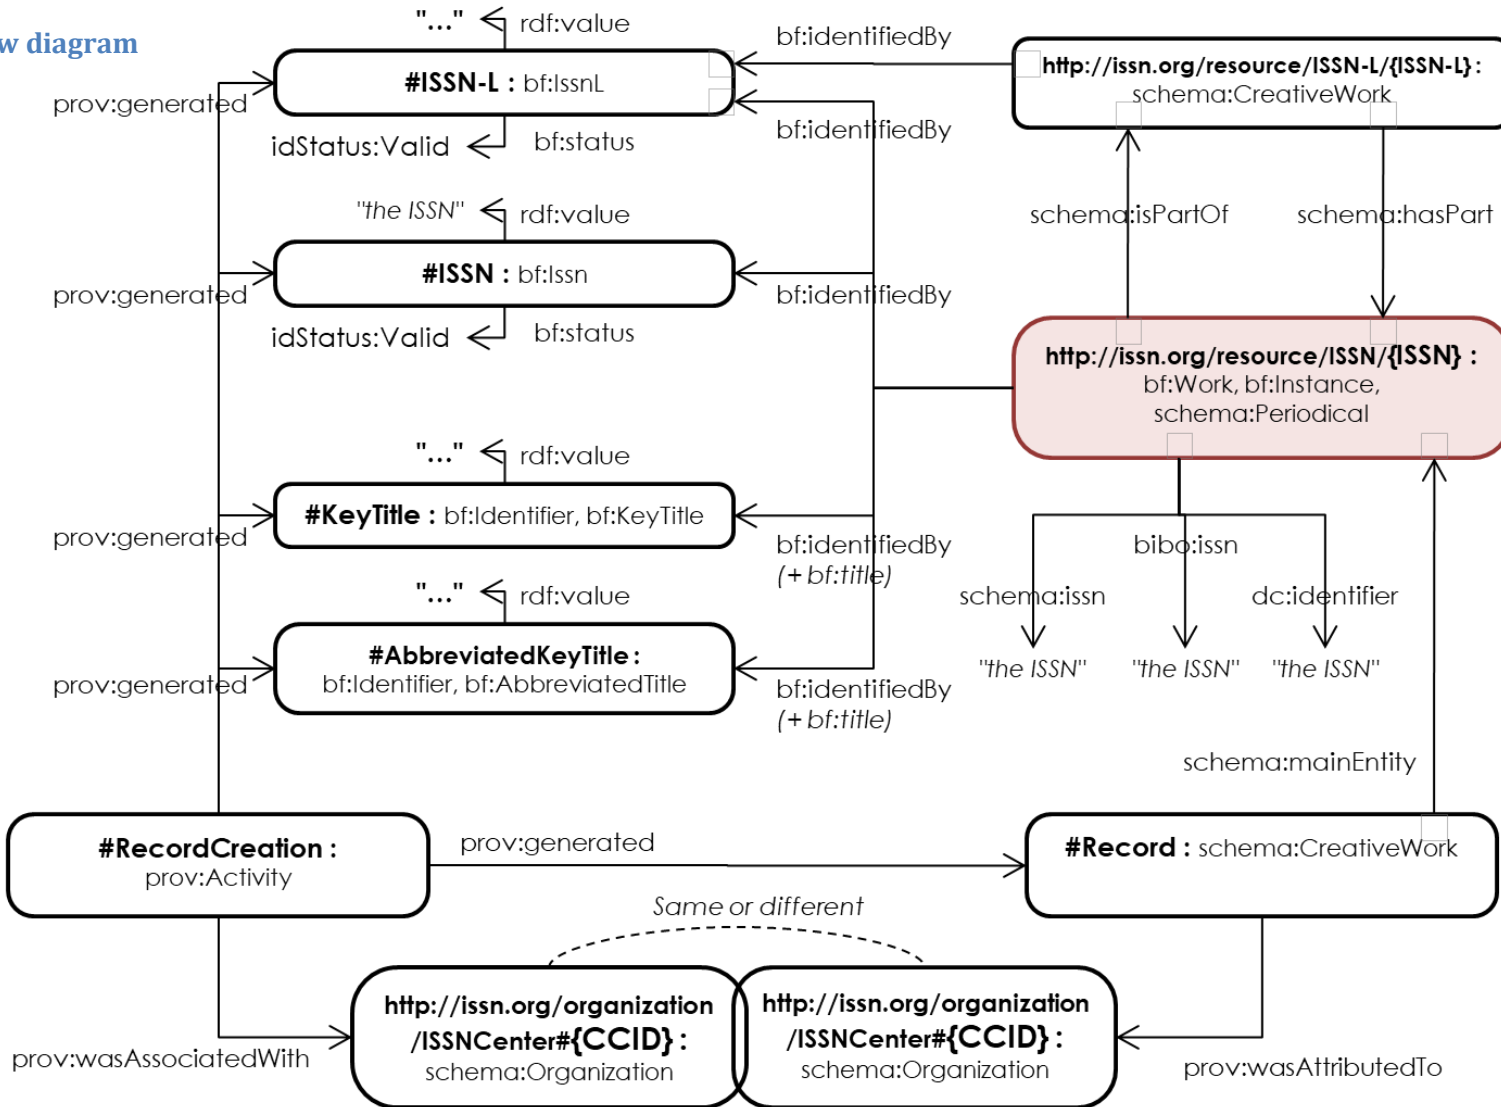 w diagram
"..."
rdf:value
bf:identifiedBy
#ISSN-L : bf:IssnL
http://issn.org/resource/ISSN-L/{ISSN-L} :
schema:CreativeWork
prov:generated
bf:identifiedBy
idStatus:Valid
bf:status
"the ISSN"
rdf:value
schema:isPartOf
schema:hasPart
#ISSN : bf:Issn
prov:generated
bf:identifiedBy
idStatus:Valid
bf:status
http://issn.org/resource/ISSN/{ISSN} :
bf:Work, bf:Instance,
schema:Periodical
"..."
rdf:value
#KeyTitle : bf:Identifier, bf:KeyTitle
prov:generated
bf:identifiedBy
(+ bf:title)
bibo:issn
"..."
rdf:value
schema:issn
dc:identifier
#AbbreviatedKeyTitle :
bf:Identifier, bf:AbbreviatedTitle
prov:generated
bf:identifiedBy
(+ bf:title)
"the ISSN"
"the ISSN"
"the ISSN"
schema:mainEntity
#RecordCreation :
prov:Activity
prov:generated
#Record : schema:CreativeWork
Same or different
http://issn.org/organization
/ISSNCenter#{CCID} :
schema:Organization
http://issn.org/organization
/ISSNCenter#{CCID} :
schema:Organization
prov:wasAssociatedWith
prov:wasAttributedTo